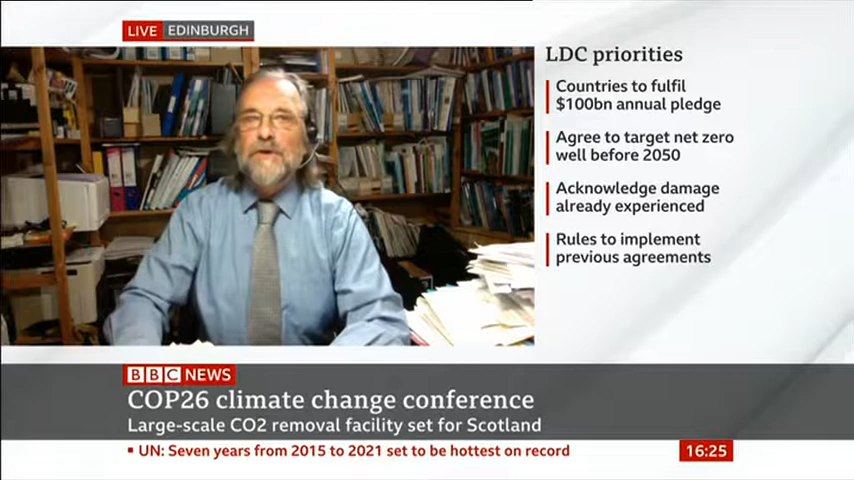 LIVE EDINBURGH
LDC priorities
Countries to fulfil
$100bn annual pledge
Agree to target net zero
well before 2050
Acknowledge damage
already experienced
Rules to implement
previous agreements
BBC NEWS
COP26 climate change conference
Large-scale CO2 removal facility set for Scotland
UN: Seven years from 2015 to 2021 set to be hottest on record
16:25